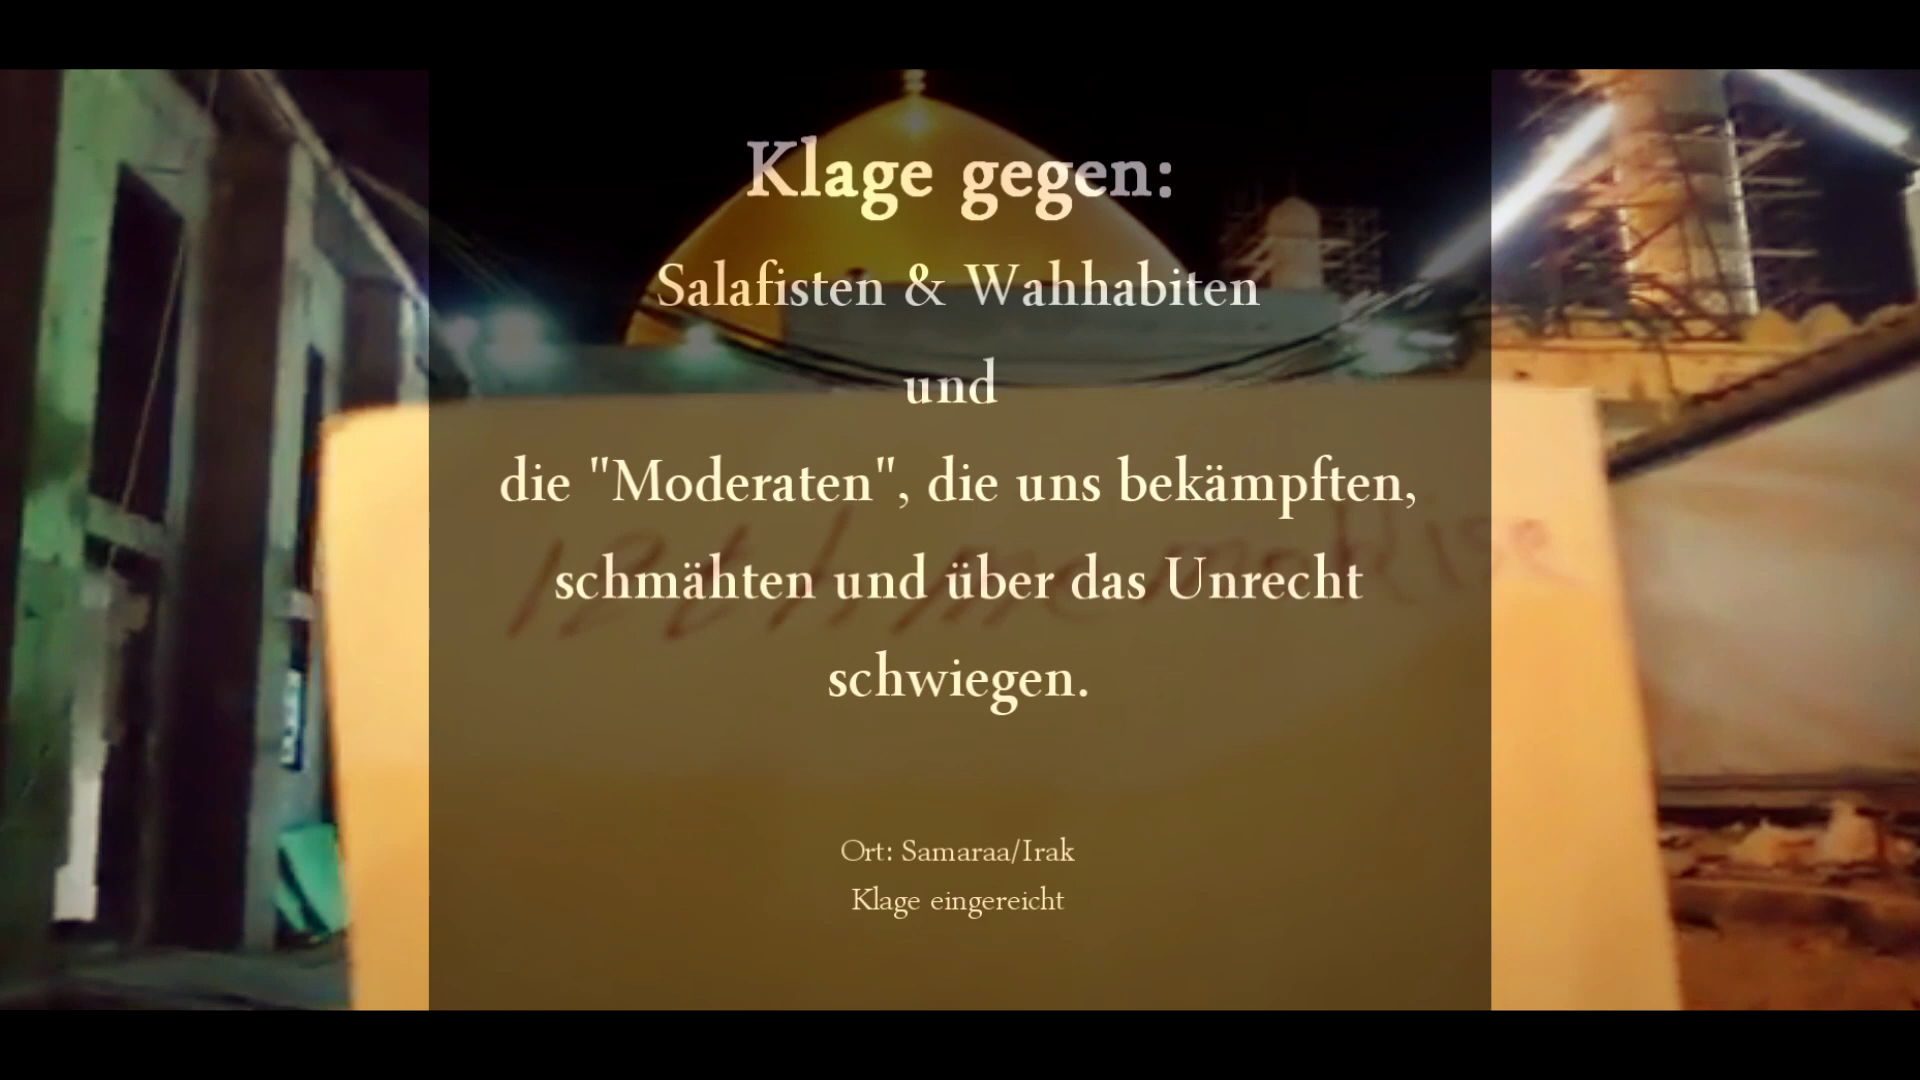 Klage gegen:
Salafisten & Wahhabiten
und
die "Moderaten", die uns bekämpften,
schmähten und über das Unrecht
schwiegen.
Ort: Samaraa/Irak
Klage eingereicht